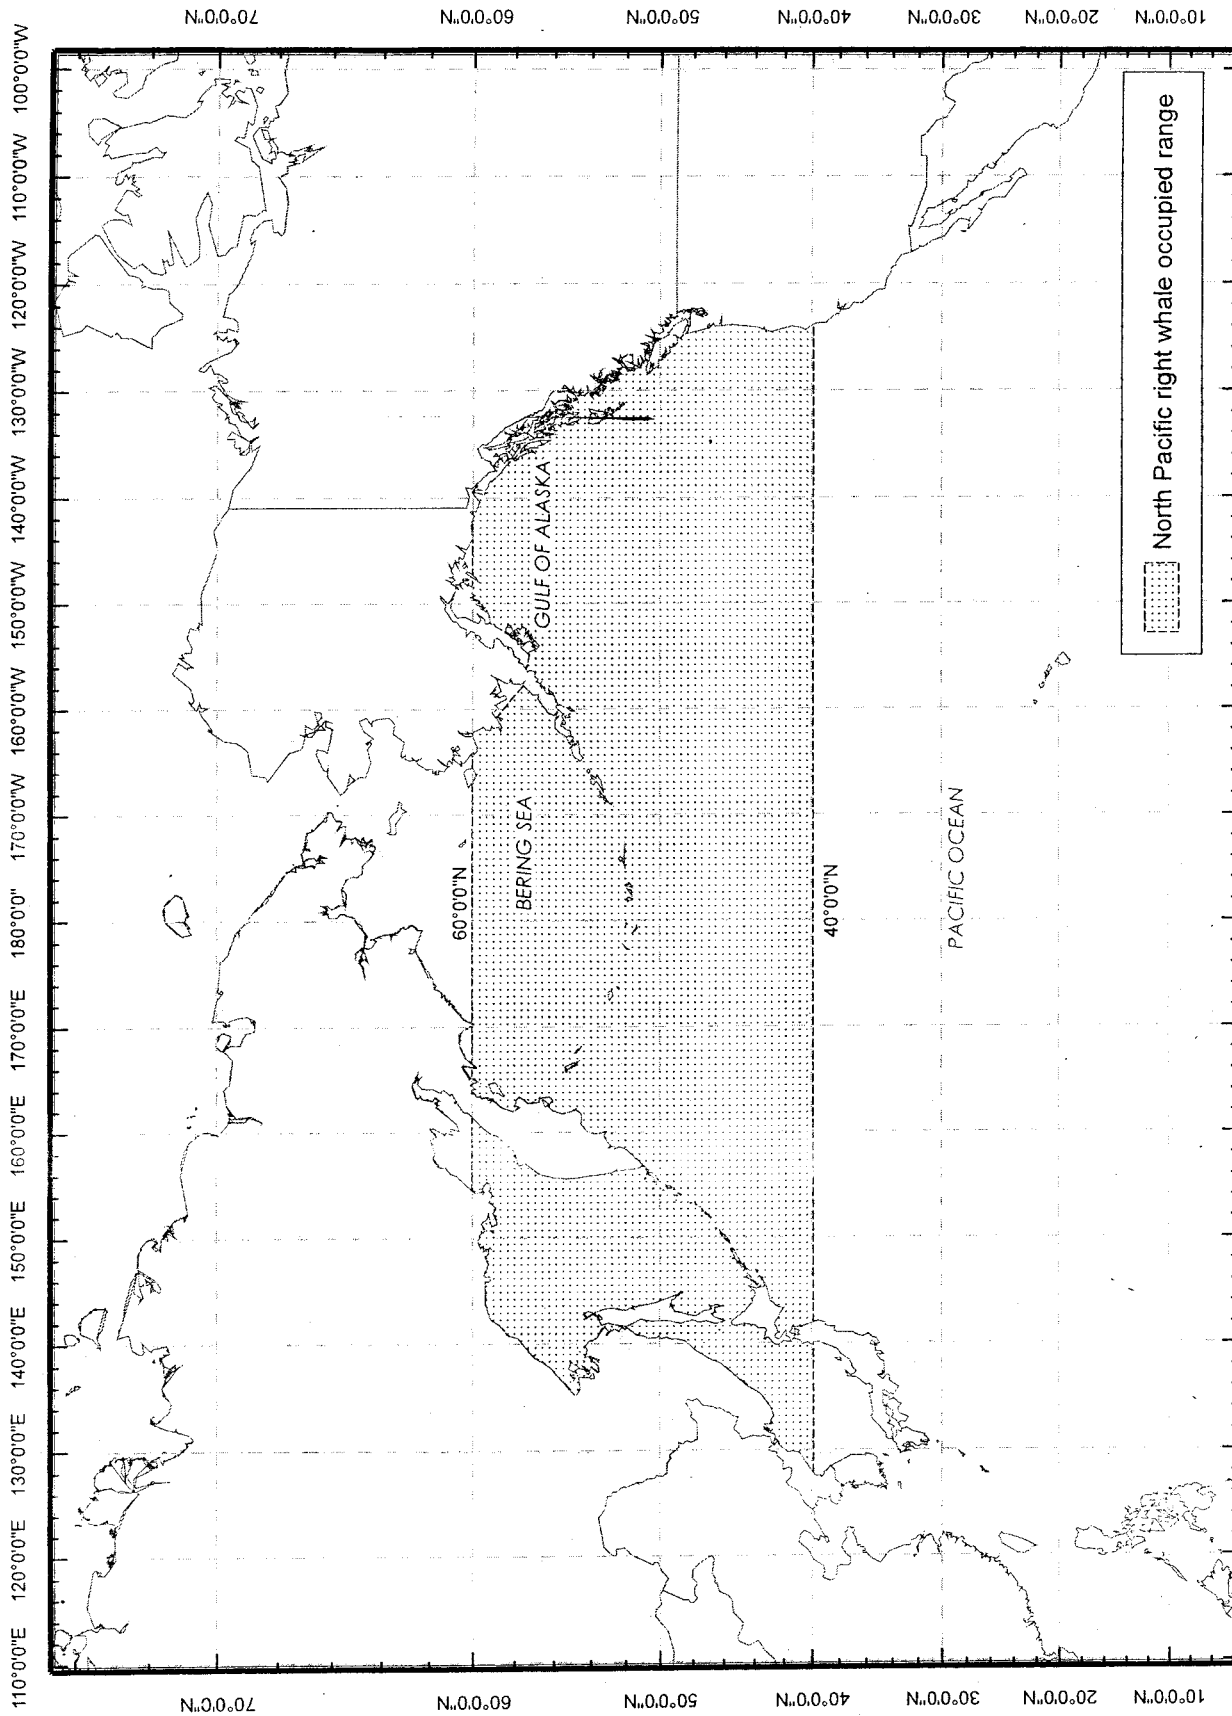 110°0'0"E 120°0'0"E 130°0'0"E 140°0'0"E 150°0'0"E 160°0'0"E 170°0'0"E 180°0'0" 170°0'0"W 160°0'0"W 150°0'0"W 140°0'0"W 130°0'0"W 120°0'0"W 110°0'0"W 100°0'0"W
70°0'0"N
70°0'0"N
60°0'0"N
60°0'0"N
60°0'0"N
BERING SEA
GULF OF ALASKA
50°0'0"N
50°0'0"N
40°0'0"N
40°0'0"N
40°0'0"N
30°0'0"N
30°0'0"N
PACIFIC OCEAN
20°0'0"N
20°0'0"N
10°0'0"N
10°0'0"N
North Pacific right whale occupied range